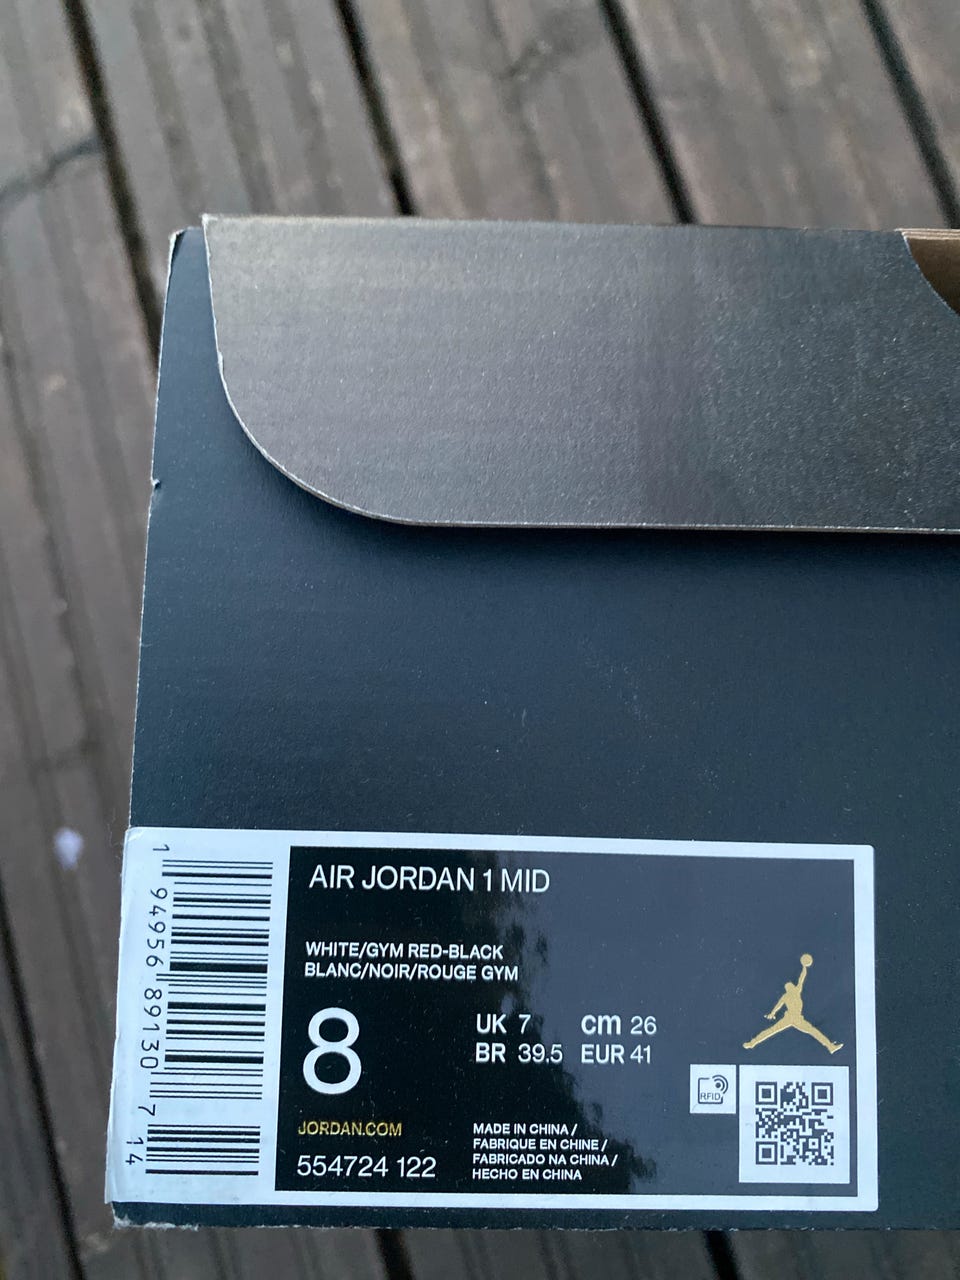 AIR JORDAN 1 MID
WHITE/GYM RED-BLACK
BLANC/NOIR/ROUGE GYM
8
UK 7 cm 26
BR 39.5 EUR 41
RFID
JORDAN.COM
554724 122
MADE IN CHINA /
FABRIQUE EN CHINE /
FABRICADO NA CHINA /
HECHO EN CHINA
1 94956 89130 7 14